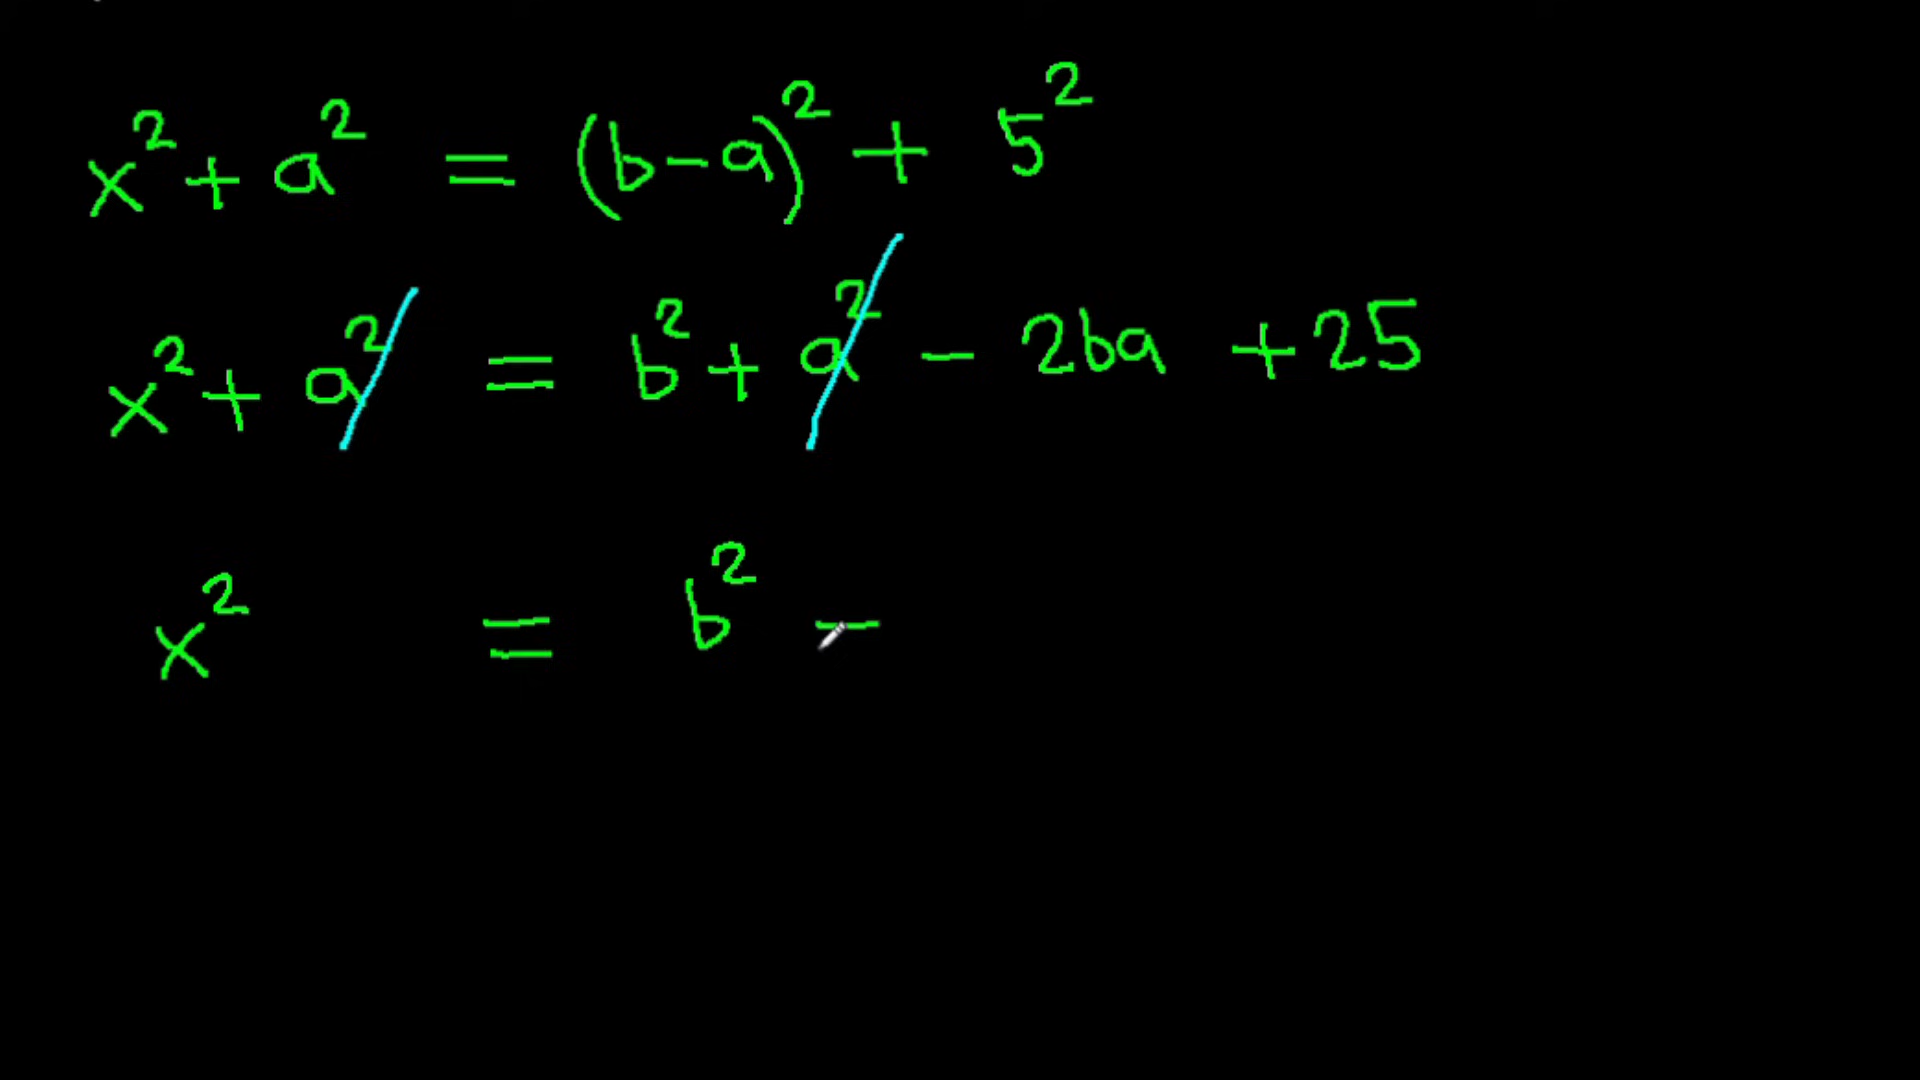 x² + a² = (b - a)² + 5²
x² + a² = b² + a² - 2ba + 25
x² = b² -